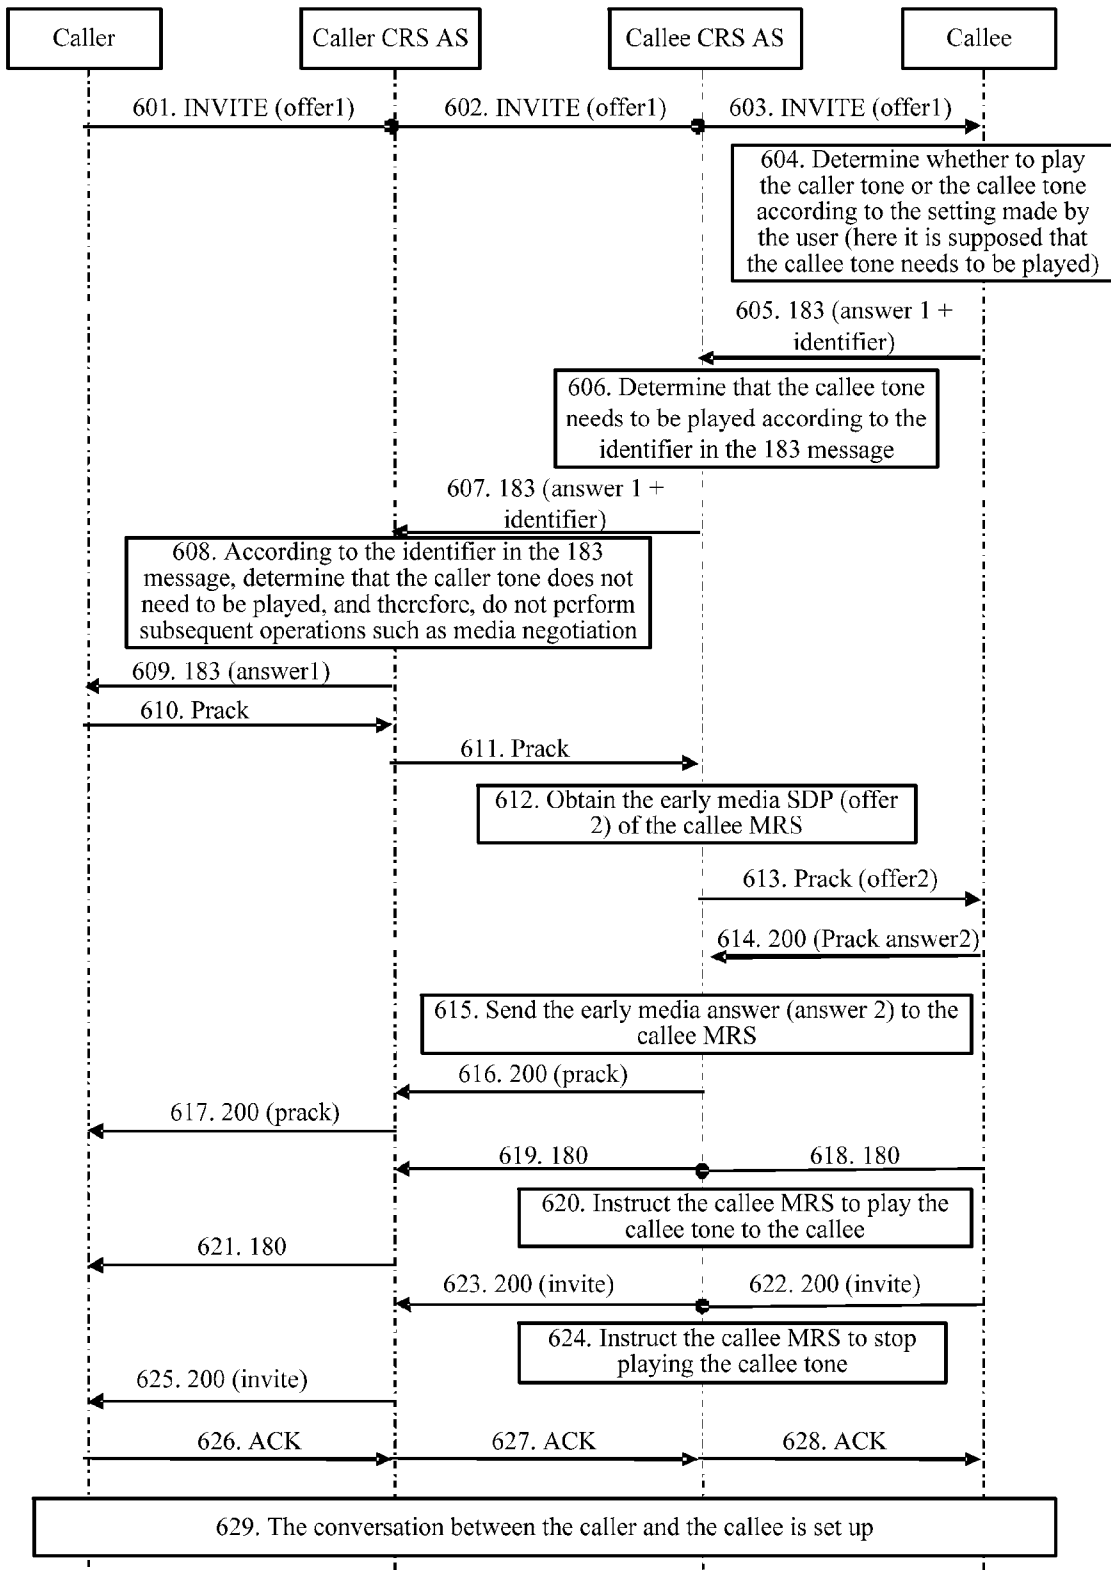 Caller
Caller CRS AS
Callee CRS AS
Callee
601. INVITE (offer1)
602. INVITE (offer1)
603. INVITE (offer1)
604. Determine whether to play
the caller tone or the callee tone
according to the setting made by
the user (here it is supposed that
the callee tone needs to be played)
605. 183 (answer 1 +
identifier)
606. Determine that the callee tone
needs to be played according to the
identifier in the 183 message
607. 183 (answer 1 +
identifier)
608. According to the identifier in the 183
message, determine that the caller tone does not
need to be played, and therefore, do not perform
subsequent operations such as media negotiation
609. 183 (answer1)
610. Prack
611. Prack
612. Obtain the early media SDP (offer
2) of the callee MRS
613. Prack (offer2)
614. 200 (Prack answer2)
615. Send the early media answer (answer 2) to the
callee MRS
616. 200 (prack)
617. 200 (prack)
619. 180
618. 180
620. Instruct the callee MRS to play the
callee tone to the callee
621. 180
623. 200 (invite)
622. 200 (invite)
624. Instruct the callee MRS to stop
playing the callee tone
625. 200 (invite)
626. ACK
627. ACK
628. ACK
629. The conversation between the caller and the callee is set up